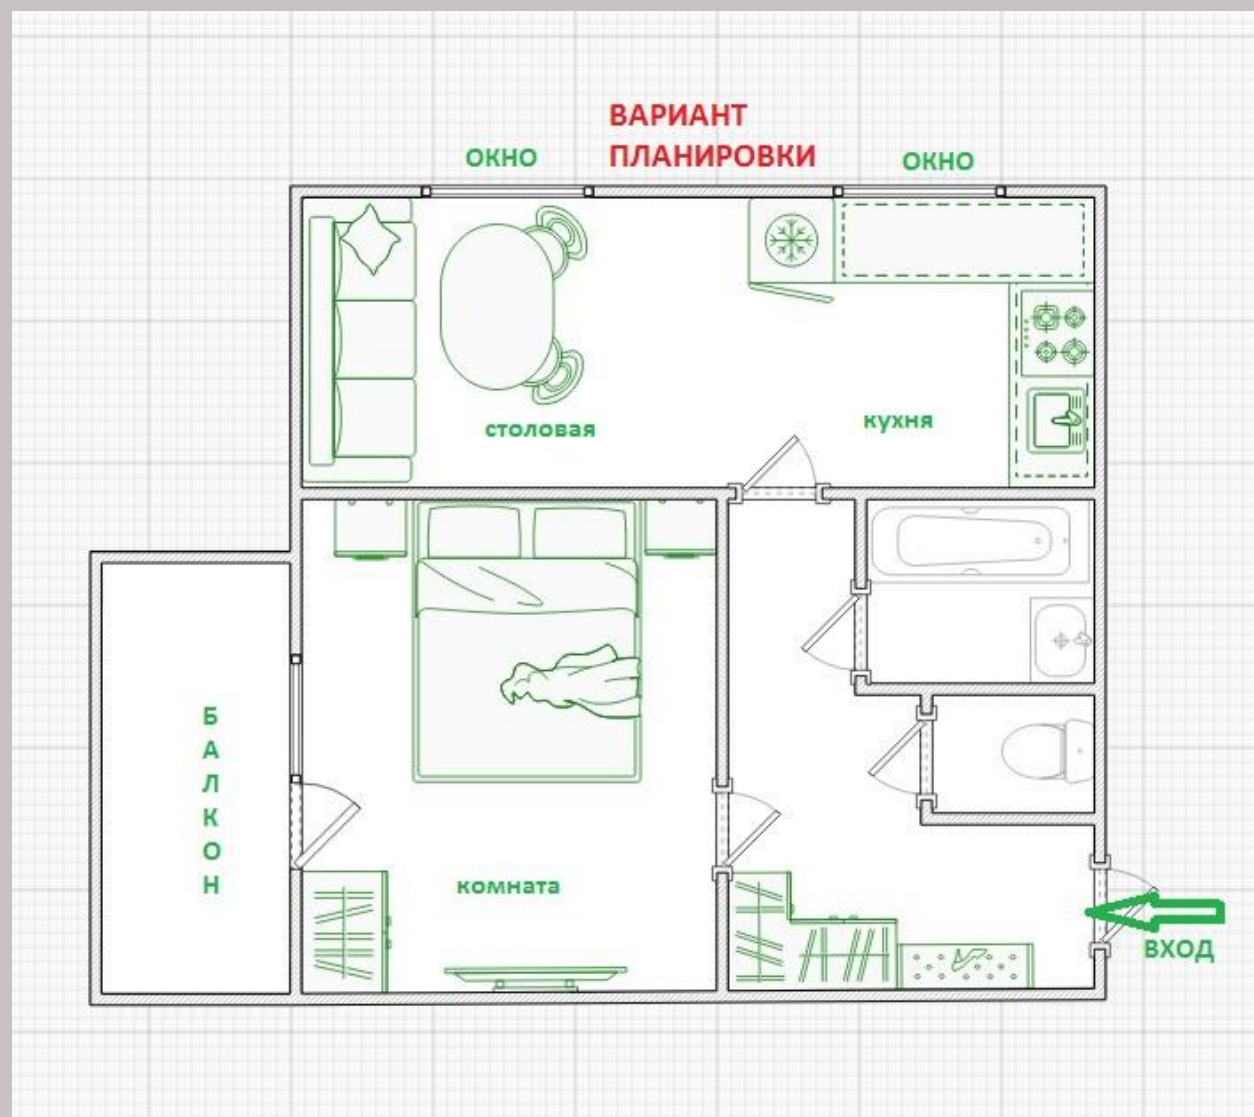 ВАРИАНТ
ПЛАНИРОВКИ
ОКНО
ОКНО
столовая
кухня
Б
А
Л
К
О
Н
комната
ВХОД